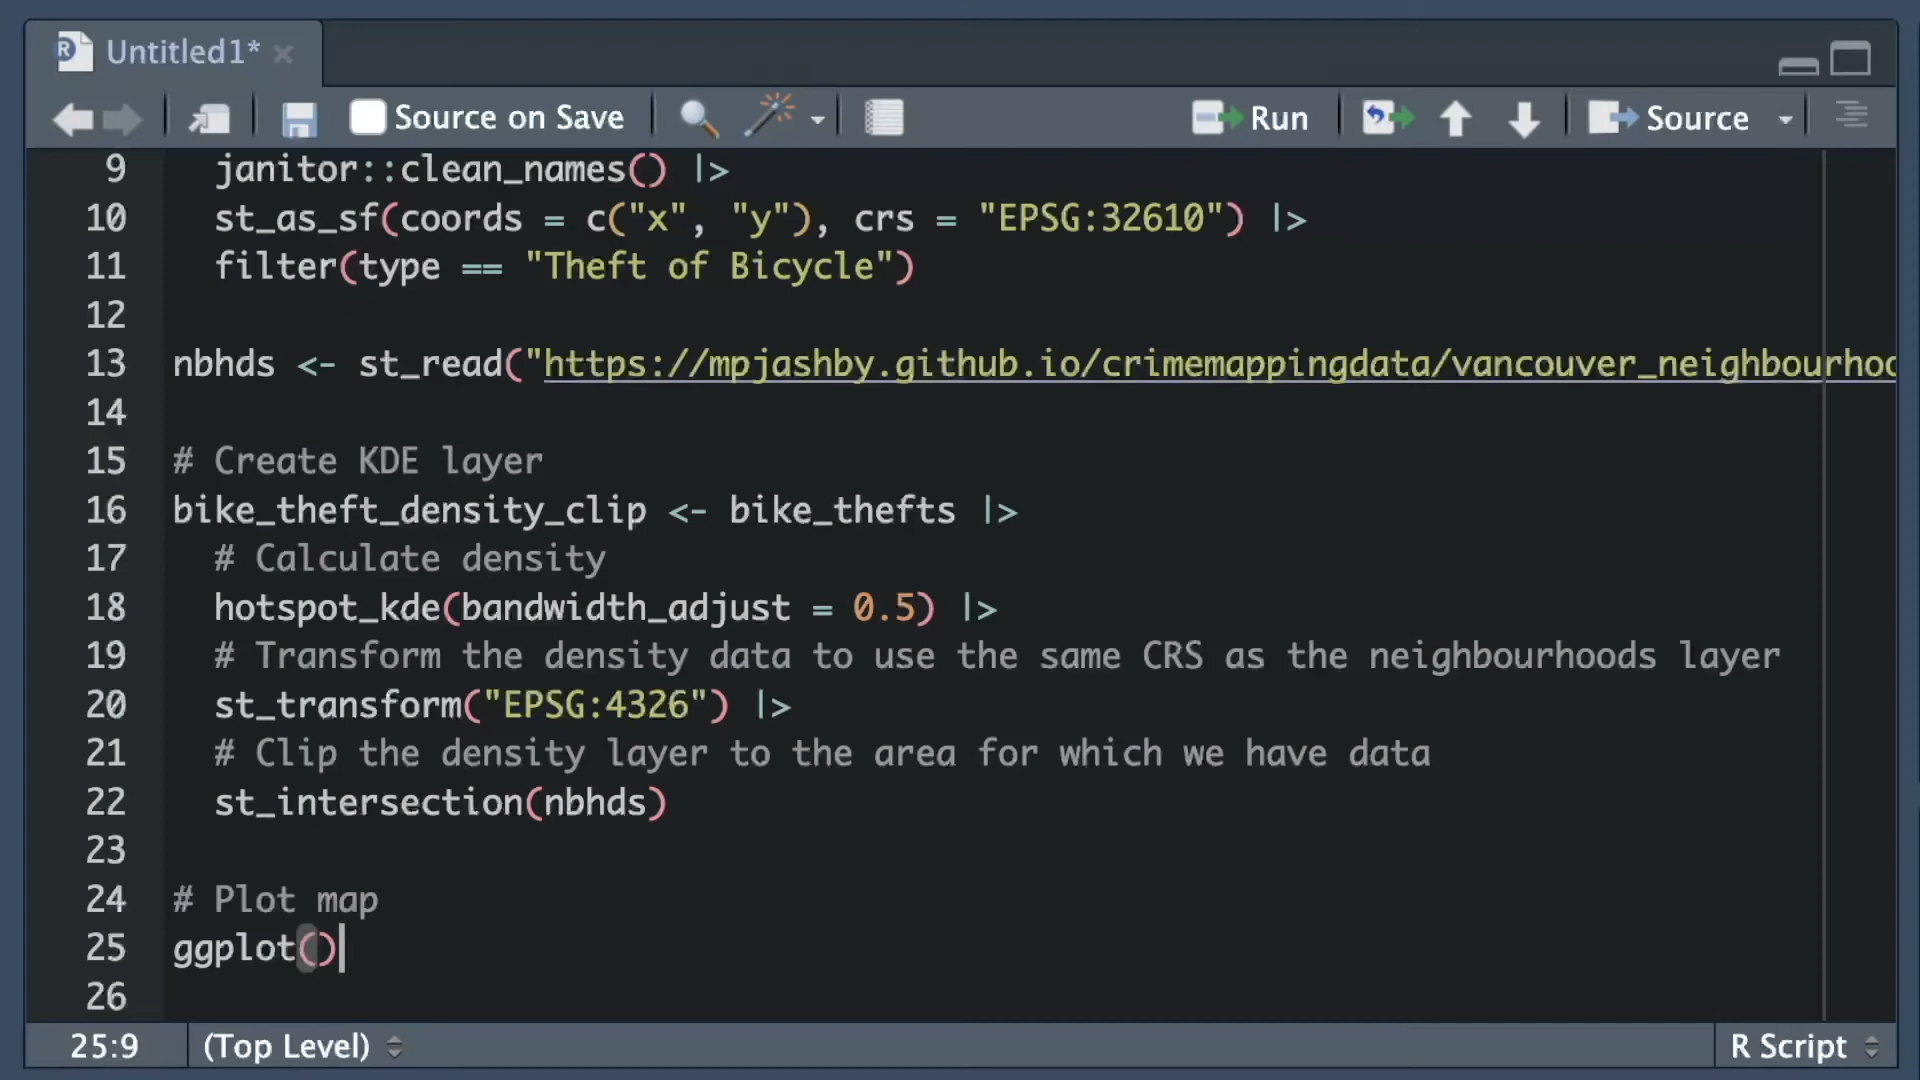 Untitled1*
Source on Save
Run
Source
9 janitor::clean_names() |>
10 st_as_sf(coords = c("x", "y"), crs = "EPSG:32610") |>
11 filter(type == "Theft of Bicycle")
12
13 nbhds <- st_read("https://mpjashby.github.io/crimemappingdata/vancouver_neighbourhoo
14
15 # Create KDE layer
16 bike_theft_density_clip <- bike_thefts |>
17 # Calculate density
18 hotspot_kde(bandwidth_adjust = 0.5) |>
19 # Transform the density data to use the same CRS as the neighbourhoods layer
20 st_transform("EPSG:4326") |>
21 # Clip the density layer to the area for which we have data
22 st_intersection(nbhds)
23
24 # Plot map
25 ggplot()
26
25:9 (Top Level) R Script